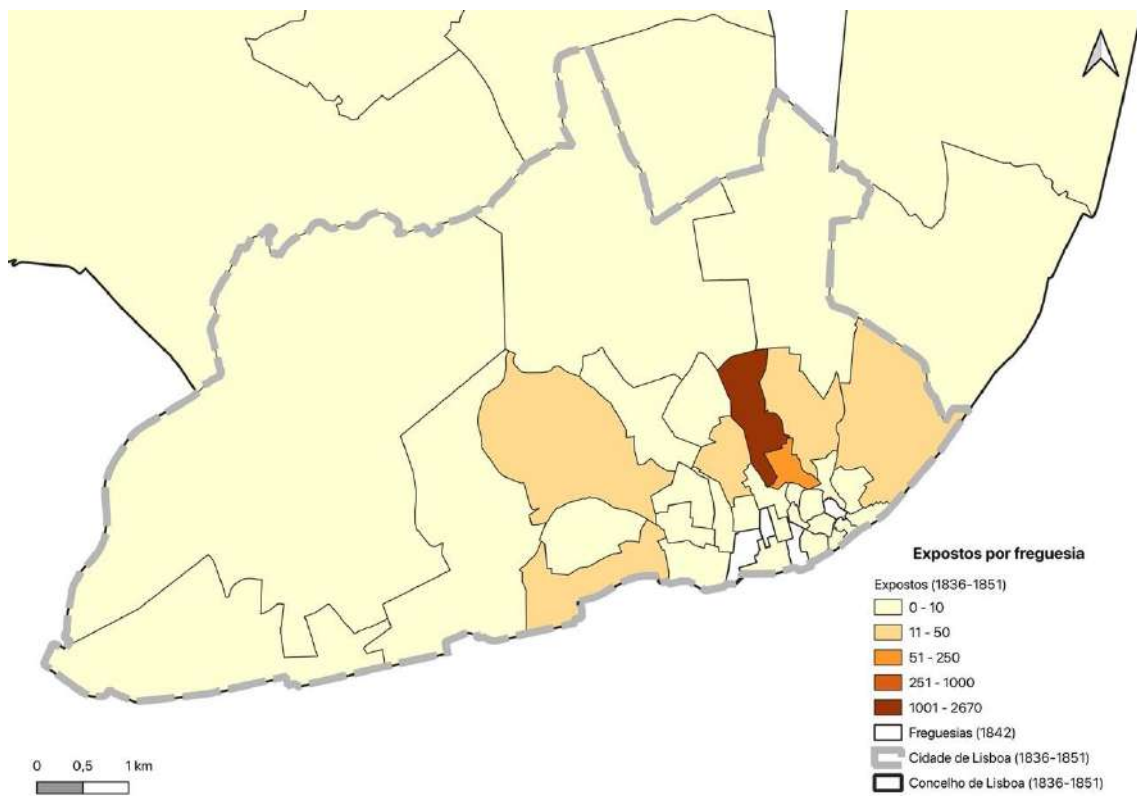 Expostos por freguesia
Expostos (1836-1851)
0 - 10
11 - 50
51 - 250
251 - 1000
1001 - 2670
Freguesias (1842)
Cidade de Lisboa (1836-1851)
Concelho de Lisboa (1836-1851)
0 0,5 1 km